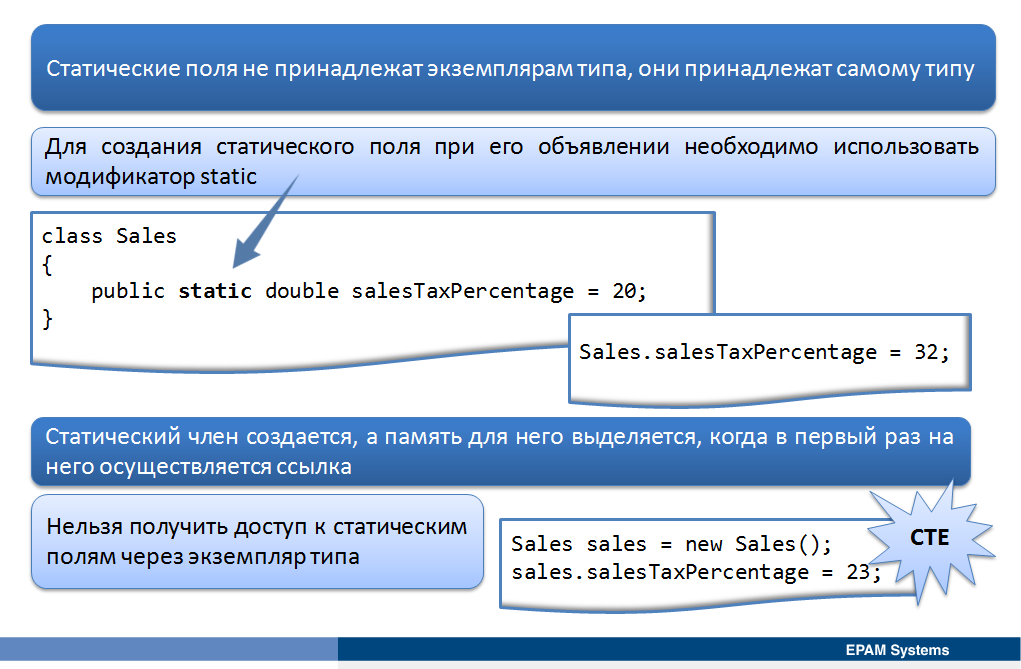 Статические поля не принадлежат экземплярам типа, они принадлежат самому типу
Для создания статического поля при его объявлении необходимо использовать
модификатор static
class Sales
{
public static double salesTaxPercentage = 20;
}
Sales.salesTaxPercentage = 32;
Статический член создается, а память для него выделяется, когда в первый раз на
него осуществляется ссылка
Нельзя получить доступ к статическим
полям через экземпляр типа
Sales sales = new Sales();
sales.salesTaxPercentage = 23;
CTE
EPAM Systems